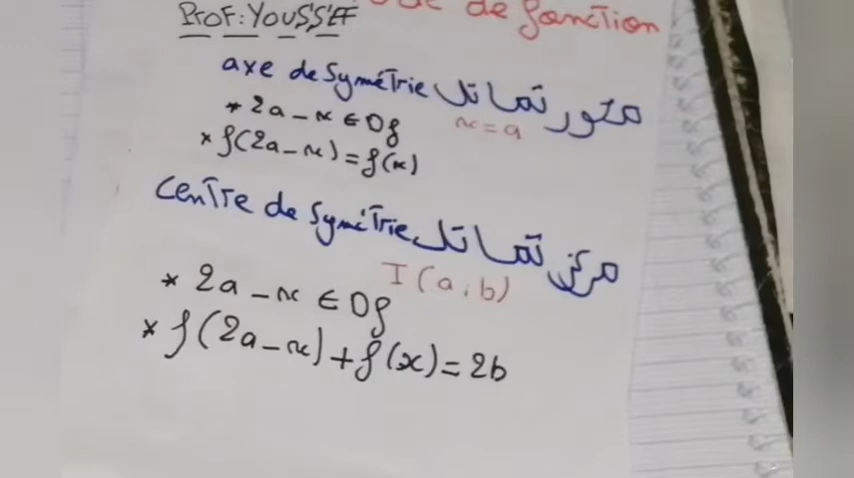 Prof: YOUSSEF
de fonction
axe de symétrie محور تماثل
* 2a - x ∈ Df x = a
* f(2a - x) = f(x)
Centre de symétrie مركز تماثل
I(a, b)
* 2a - x ∈ Df
* f(2a - x) + f(x) = 2b